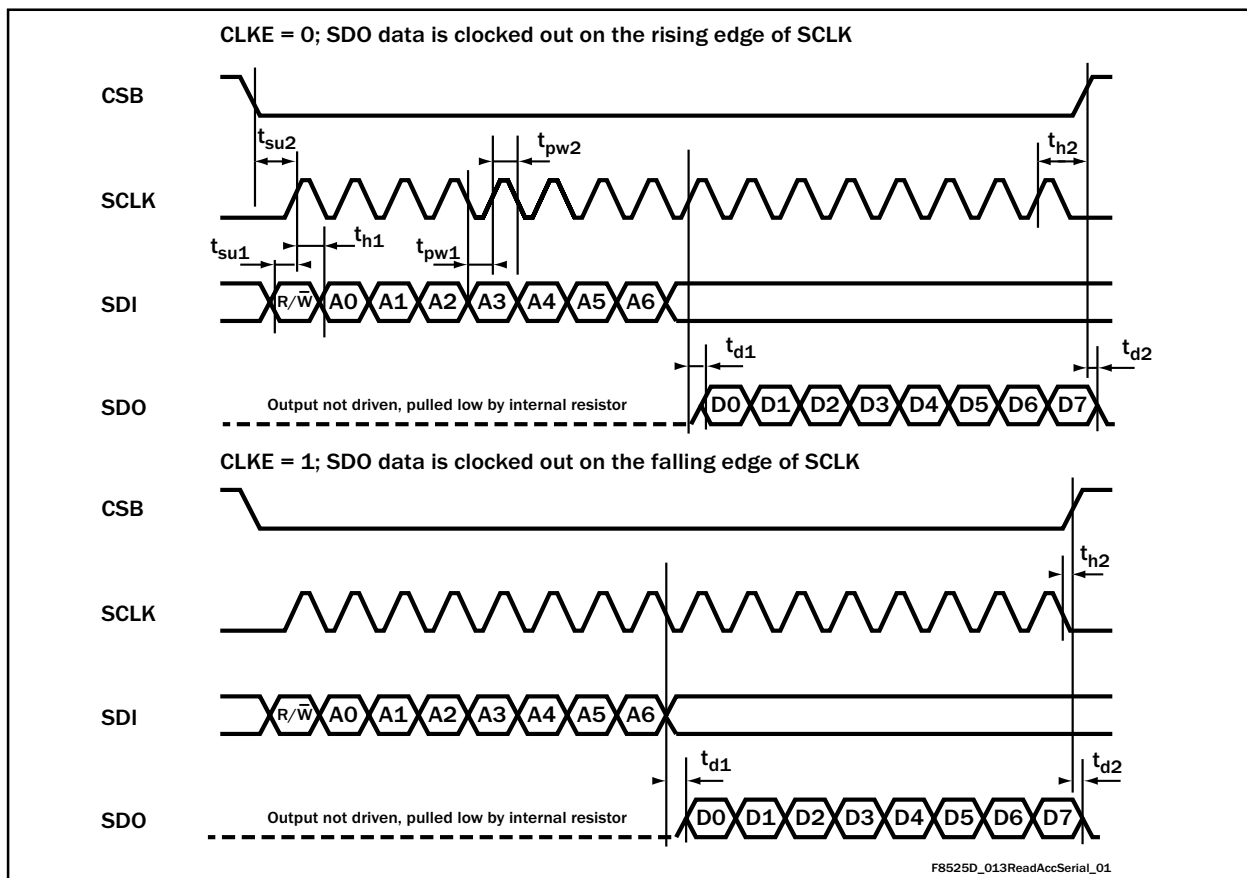 CLKE = 0; SDO data is clocked out on the rising edge of SCLK
CSB
tsu2
tpw2
th2
SCLK
tsu1
th1
tpw1
SDI
R/W̅ A0 A1 A2 A3 A4 A5 A6
td1
td2
SDO
Output not driven, pulled low by internal resistor
D0 D1 D2 D3 D4 D5 D6 D7
CLKE = 1; SDO data is clocked out on the falling edge of SCLK
CSB
th2
SCLK
SDI
R/W̅ A0 A1 A2 A3 A4 A5 A6
td1
td2
SDO
Output not driven, pulled low by internal resistor
D0 D1 D2 D3 D4 D5 D6 D7
F8525D_013ReadAccSerial_01